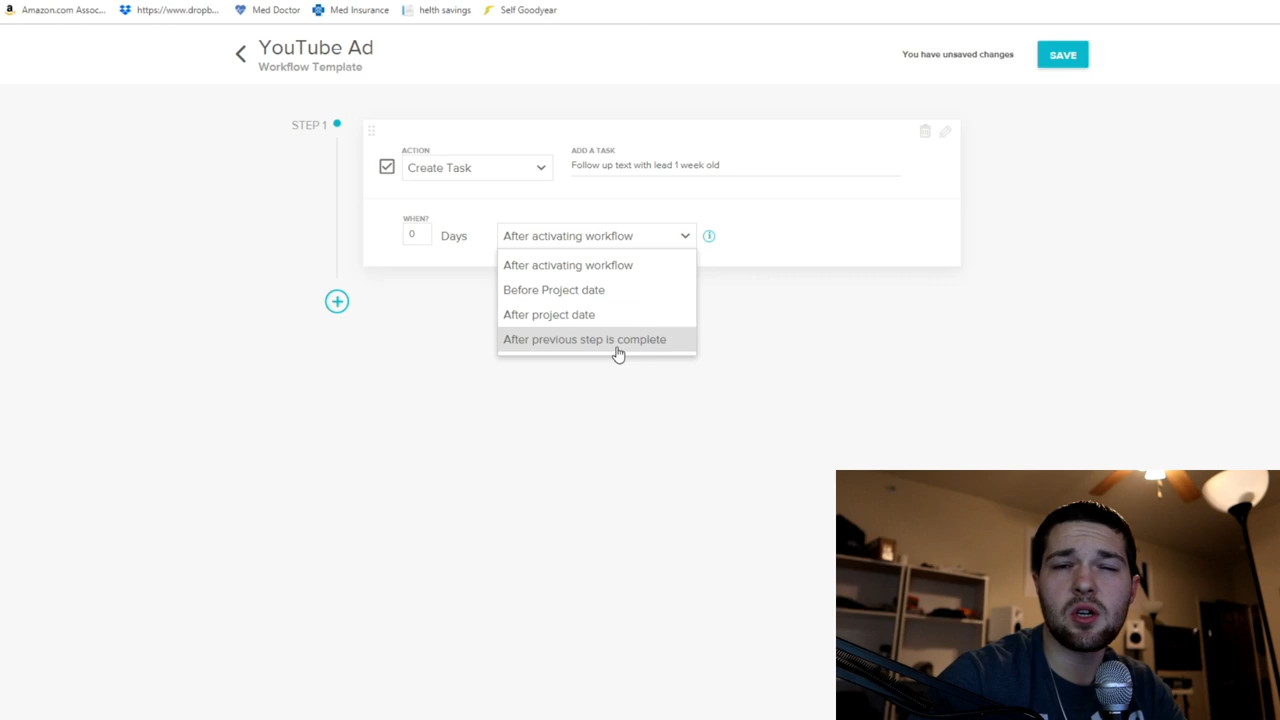 Amazon.com Assoc...
https://www.dropb...
Med Doctor
Med Insurance
helth savings
Self Goodyear
YouTube Ad
Workflow Template
You have unsaved changes
SAVE
STEP 1
ACTION
Create Task
ADD A TASK
Follow up text with lead 1 week old
WHEN?
0
Days
After activating workflow
After activating workflow
Before Project date
After project date
After previous step is complete